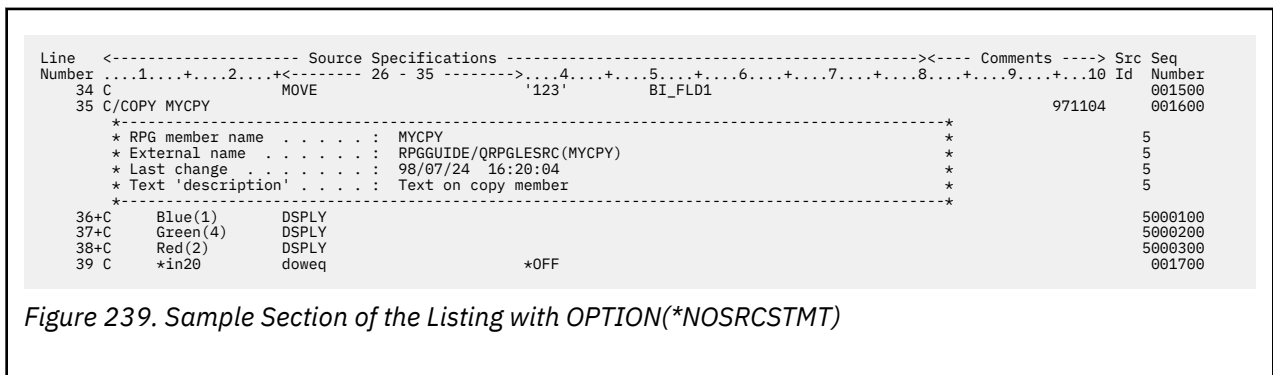 Line   <--------------------- Source Specifications ----------------------------------------------><---- Comments ----> Src Seq
Number ....1....+....2....+<-------- 26 - 35 -------->....4....+....5....+....6....+....7....+....8....+....9....+...10 Id  Number
    34 C                   MOVE                       '123'         BI_FLD1                                                  001500
    35 C/COPY MYCPY                                                                                        971104      001600
       *-------------------------------------------------------------------------------------------*
       * RPG member name  . . . . . :  MYCPY                                                       *                     5
       * External name  . . . . . . :  RPGGUIDE/QRPGLESRC(MYCPY)                                   *                     5
       * Last change  . . . . . . . :  98/07/24  16:20:04                                          *                     5
       * Text 'description' . . . . :  Text on copy member                                         *                     5
       *-------------------------------------------------------------------------------------------*
    36+C     Blue(1)       DSPLY                                                                                         5000100
    37+C     Green(4)      DSPLY                                                                                         5000200
    38+C     Red(2)        DSPLY                                                                                         5000300
    39 C     *in20         doweq                      *OFF                                                                001700
Figure 239. Sample Section of the Listing with OPTION(*NOSRCSTMT)